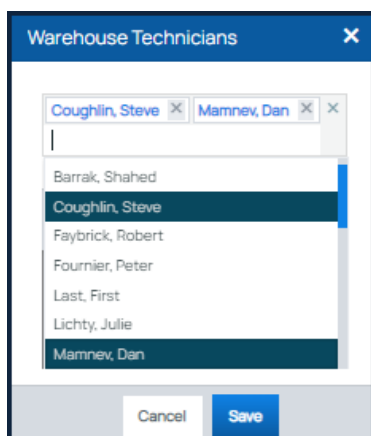 Warehouse Technicians ×
Coughlin, Steve × Mamnev, Dan × ×
Barrak, Shahed
Coughlin, Steve
Faybrick, Robert
Fournier, Peter
Last, First
Lichty, Julie
Mamnev, Dan
Cancel Save